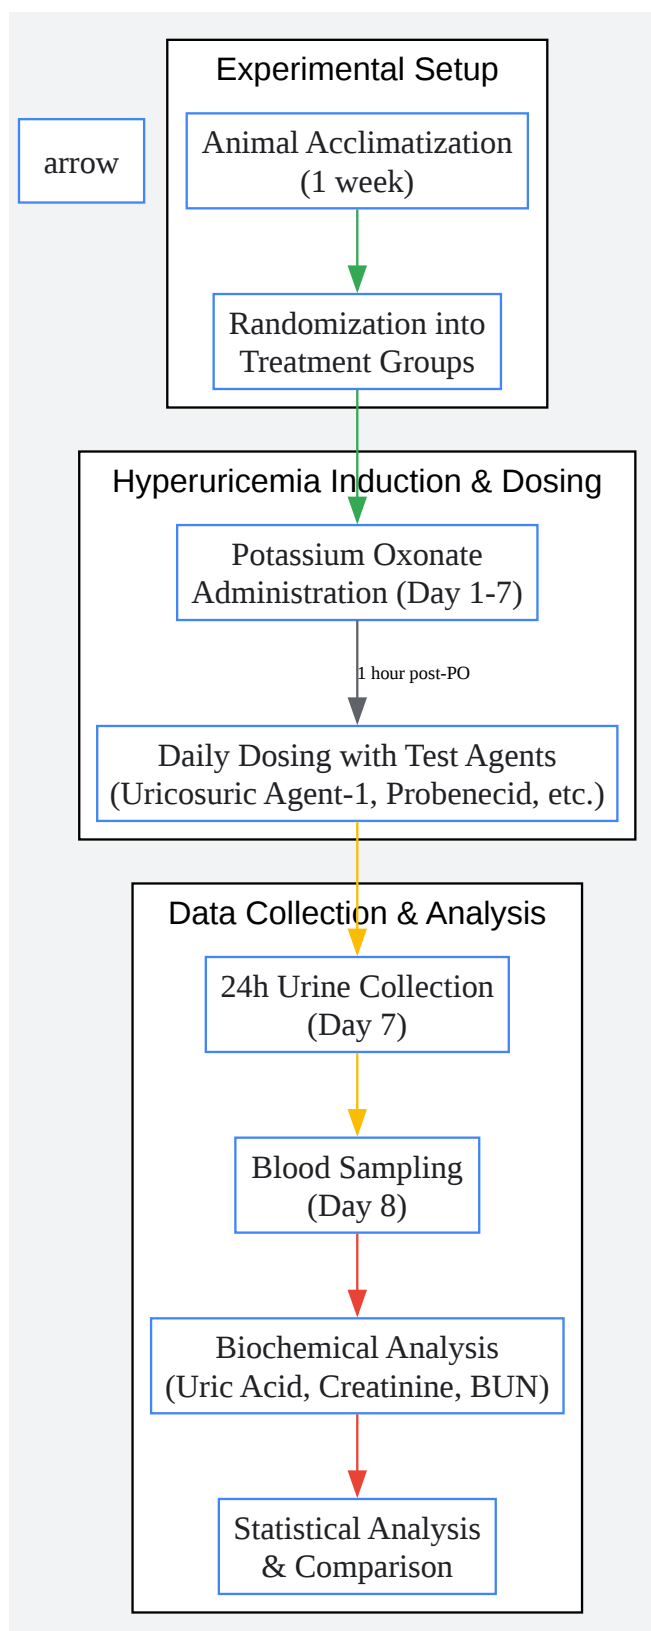 Experimental Setup
arrow
Animal Acclimatization
(1 week)
Randomization into
Treatment Groups
Hyperuricemia Induction & Dosing
Potassium Oxonate
Administration (Day 1-7)
1 hour post-PO
Daily Dosing with Test Agents
(Uricosuric Agent-1, Probenecid, etc.)
Data Collection & Analysis
24h Urine Collection
(Day 7)
Blood Sampling
(Day 8)
Biochemical Analysis
(Uric Acid, Creatinine, BUN)
Statistical Analysis
& Comparison